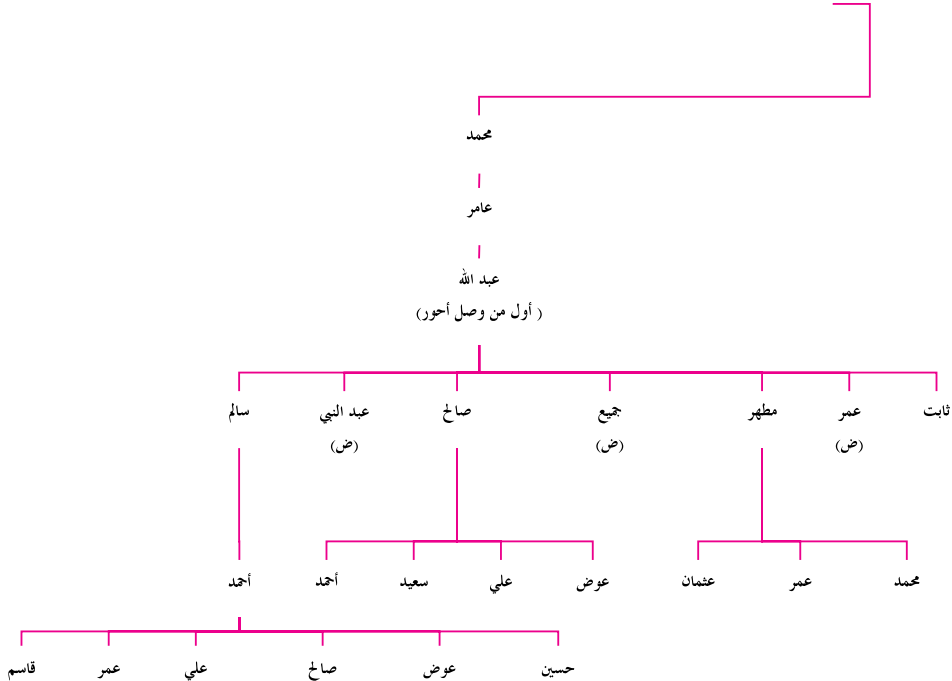 محمد
عامر
عبد الله
( أول من وصل أحور)
ثابت عمر مطهر جميع صالح عبد النبي سالم
(ض) (ض) (ض)
محمد عمر عثمان عوض علي سعيد أحمد أحمد
حسين عوض صالح علي عمر قاسم